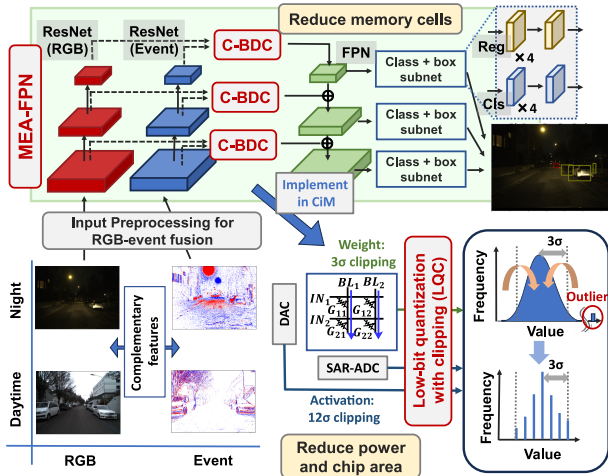 Reduce memory cells
ResNet
(RGB)
ResNet
(Event)
C-BDC
FPN
Class + box
subnet
Reg
×4
Cls
×4
MEA-FPN
C-BDC
Class + box
subnet
C-BDC
Class + box
subnet
Implement
in CiM
Input Preprocessing for
RGB-event fusion
Night
Daytime
Complementary
features
RGB
Event
Weight:
3σ clipping
BL1 BL2
IN1
G11 G12
IN2
G21 G22
DAC
SAR-ADC
Activation:
12σ clipping
Low-bit quantization
with clipping (LQC)
Reduce power
and chip area
3σ
Outlier
Frequency
Value
3σ
Frequency
Value